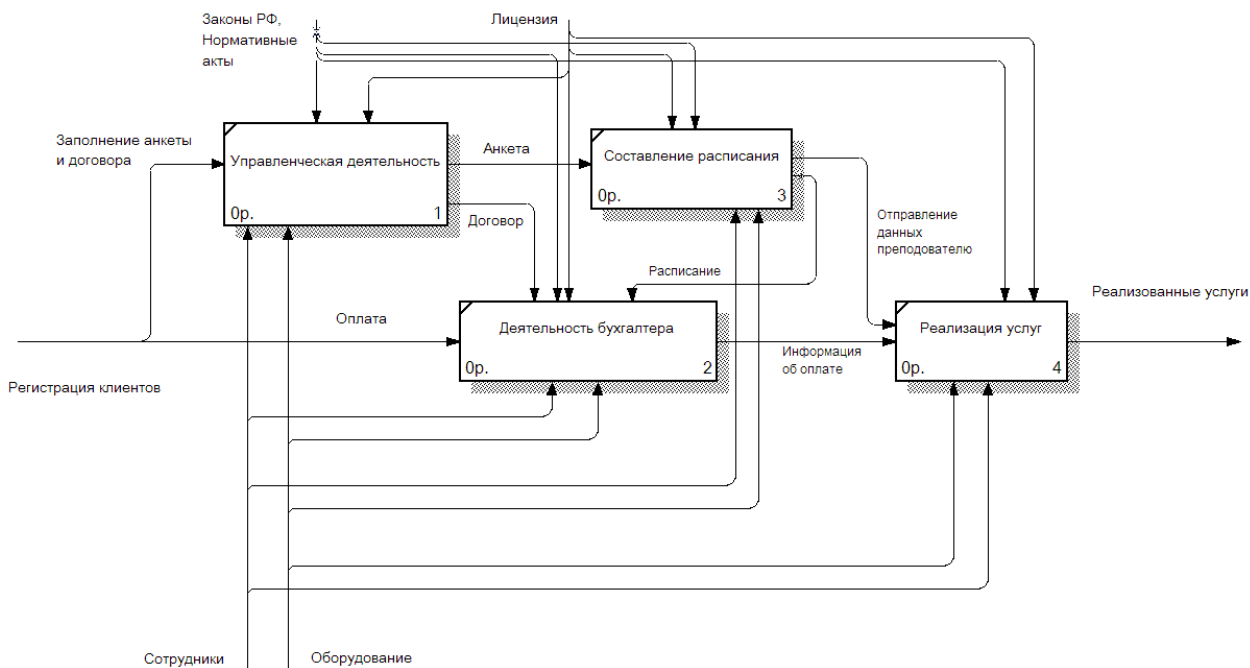 Законы РФ,
Нормативные
акты
Лицензия
Заполнение анкеты
и договора
Управленческая деятельность
0р.
1
Анкета
Составление расписания
0р.
3
Договор
Отправление
данных
преподователю
Расписание
Оплата
Деятельность бухгалтера
0р.
2
Информация
об оплате
Реализация услуг
0р.
4
Реализованные услуги
Регистрация клиентов
Сотрудники
Оборудование